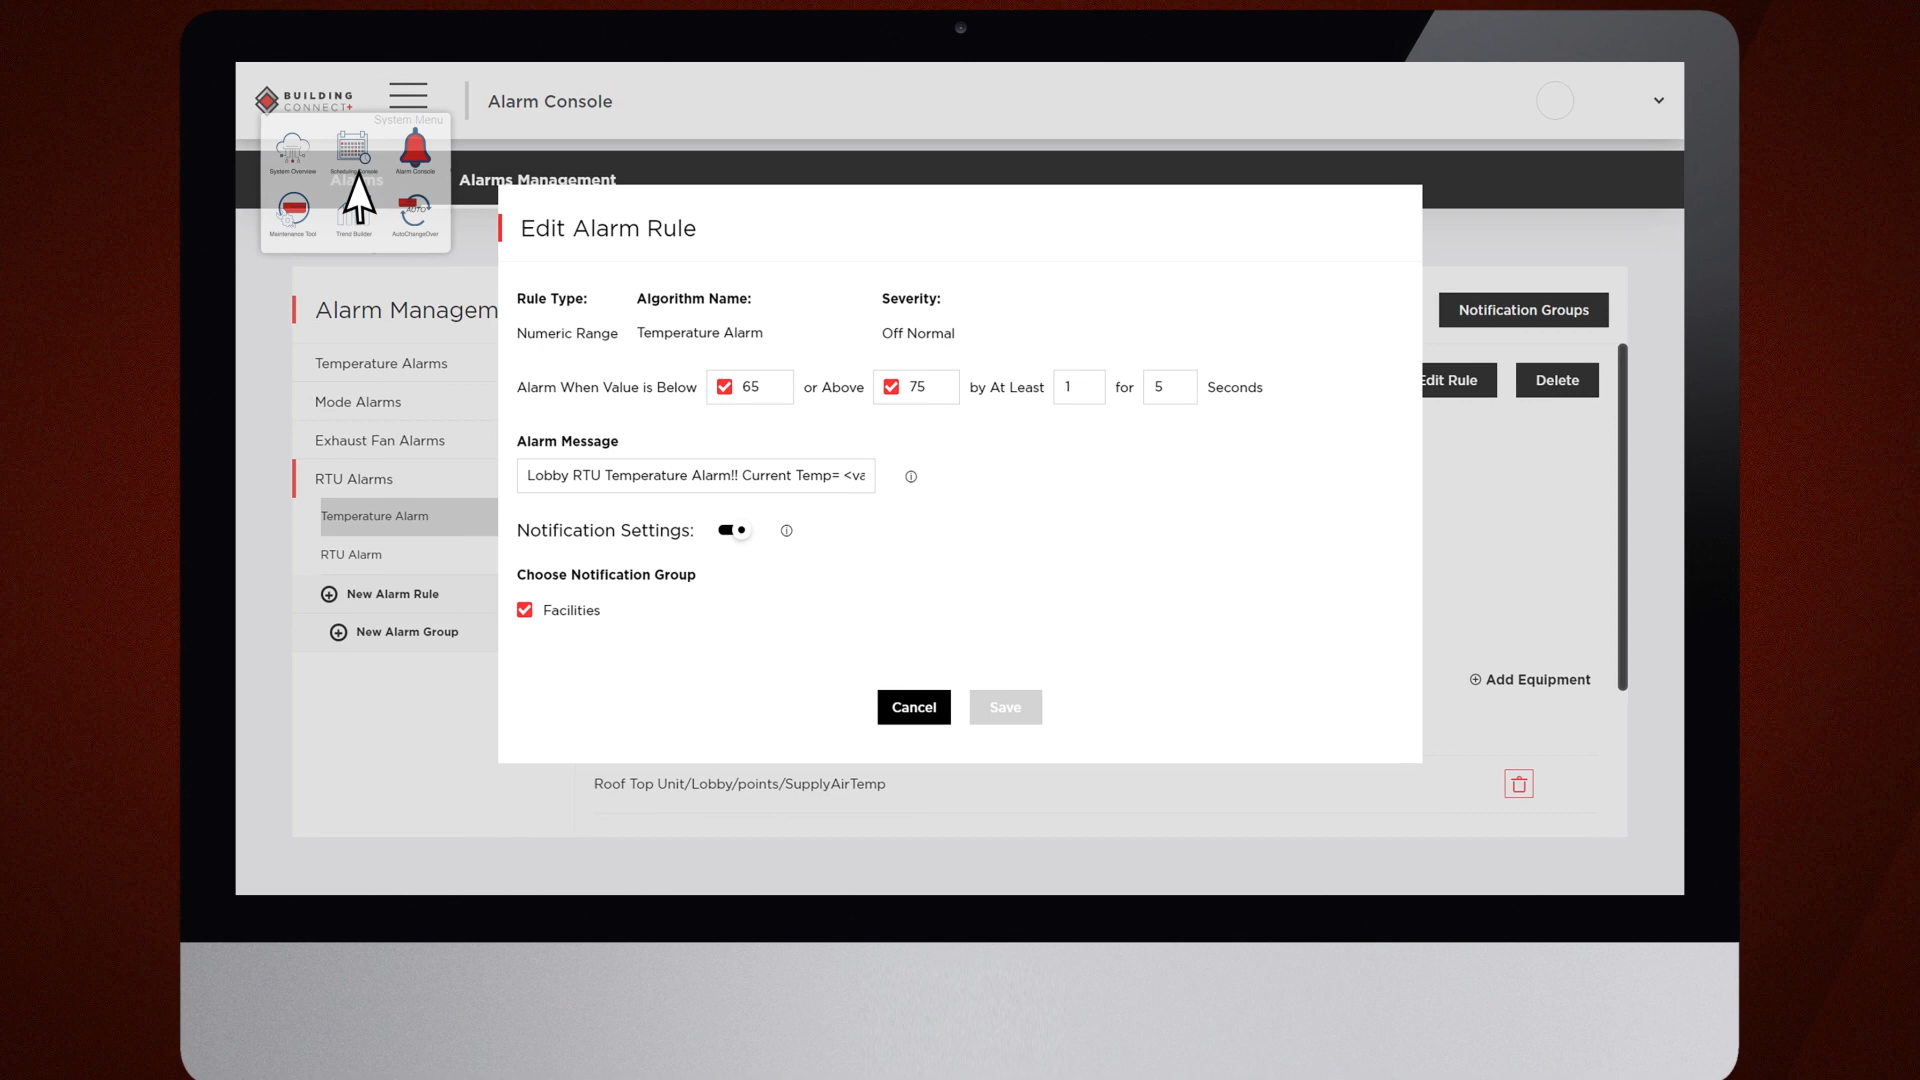 BUILDING
CONNECT+
Alarm Console
System Menu
System Overview
Scheduling Console
Alarm Console
Maintenance Tool
Trend Builder
AUTO
AutoChangeOver
Alarms
Alarms Management
Edit Alarm Rule
Rule Type:
Algorithm Name:
Severity:
Numeric Range
Temperature Alarm
Off Normal
Alarm When Value is Below 65 or Above 75 by At Least 1 for 5 Seconds
Alarm Message
Lobby RTU Temperature Alarm!! Current Temp= <va
Notification Settings:
Choose Notification Group
Facilities
Cancel
Save
Alarm Managem
Temperature Alarms
Mode Alarms
Exhaust Fan Alarms
RTU Alarms
Temperature Alarm
RTU Alarm
New Alarm Rule
New Alarm Group
Notification Groups
Edit Rule
Delete
Add Equipment
Roof Top Unit/Lobby/points/SupplyAirTemp